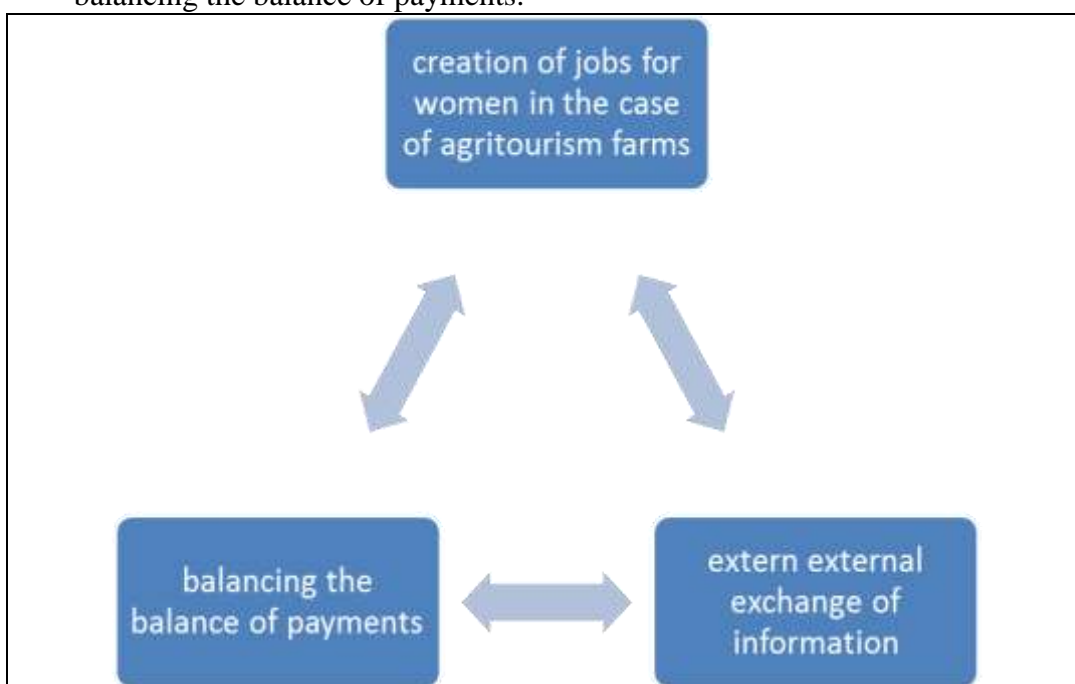 balancing the balance of payments.
creation of jobs for
women in the case
of agritourism farms
balancing the
balance of payments
extern external
exchange of
information